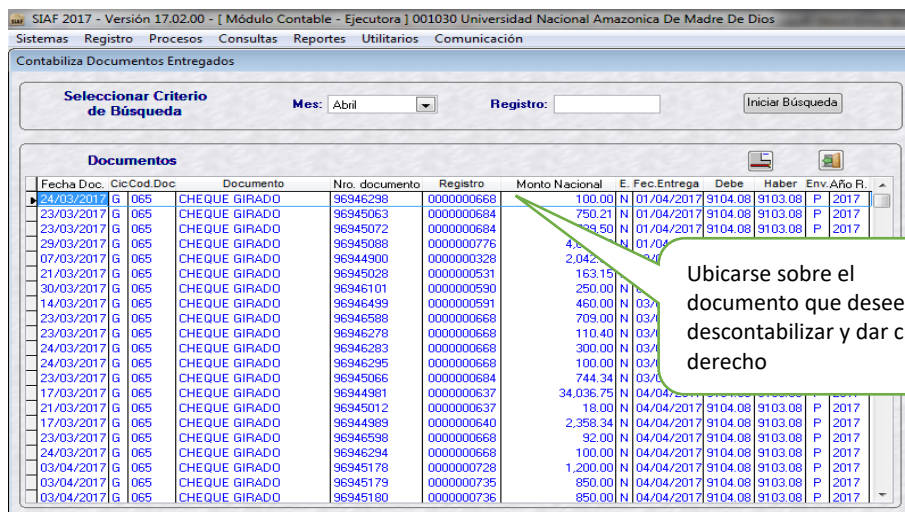 SIAF 2017 - Versión 17.02.00 - [ Módulo Contable - Ejecutora ] 001030 Universidad Nacional Amazonica De Madre De Dios
Sistemas Registro Procesos Consultas Reportes Utilitarios Comunicación
Contabiliza Documentos Entregados
Seleccionar Criterio
de Búsqueda
Mes: Abril Registro: Iniciar Búsqueda
Documentos
Fecha Doc. Cic Cod.Doc Documento Nro. documento Registro Monto Nacional E. Fec.Entrega Debe Haber Env. Año R.
24/03/2017 G 065 CHEQUE GIRADO 96946298 0000000668 100.00 N 01/04/2017 9104.08 9103.08 P 2017
23/03/2017 G 065 CHEQUE GIRADO 96945063 0000000684 750.21 N 01/04/2017 9104.08 9103.08 P 2017
23/03/2017 G 065 CHEQUE GIRADO 96945072 0000000684 N 01/04/2017 9104.08 9103.08 P 2017
29/03/2017 G 065 CHEQUE GIRADO 96945088 0000000776 N
07/03/2017 G 065 CHEQUE GIRADO 96944900 0000000328
21/03/2017 G 065 CHEQUE GIRADO 96945028 0000000531 163.15
30/03/2017 G 065 CHEQUE GIRADO 96946101 0000000590 250.00 N
14/03/2017 G 065 CHEQUE GIRADO 96946499 0000000591 460.00 N
23/03/2017 G 065 CHEQUE GIRADO 96946588 0000000668 709.00 N
23/03/2017 G 065 CHEQUE GIRADO 96946278 0000000668 110.40 N
24/03/2017 G 065 CHEQUE GIRADO 96946283 0000000668 300.00 N
24/03/2017 G 065 CHEQUE GIRADO 96946295 0000000668 100.00 N
23/03/2017 G 065 CHEQUE GIRADO 96945066 0000000684 744.34 N
17/03/2017 G 065 CHEQUE GIRADO 96944981 0000000637 34,036.75 N 04/04/2017
21/03/2017 G 065 CHEQUE GIRADO 96945012 0000000637 18.00 N 04/04/2017 9104.08 9103.08 P 2017
17/03/2017 G 065 CHEQUE GIRADO 96944989 0000000640 2,358.34 N 04/04/2017 9104.08 9103.08 P 2017
23/03/2017 G 065 CHEQUE GIRADO 96946598 0000000668 92.00 N 04/04/2017 9104.08 9103.08 P 2017
24/03/2017 G 065 CHEQUE GIRADO 96946294 0000000668 100.00 N 04/04/2017 9104.08 9103.08 P 2017
03/04/2017 G 065 CHEQUE GIRADO 96945178 0000000728 1,200.00 N 04/04/2017 9104.08 9103.08 P 2017
03/04/2017 G 065 CHEQUE GIRADO 96945179 0000000735 850.00 N 04/04/2017 9104.08 9103.08 P 2017
03/04/2017 G 065 CHEQUE GIRADO 96945180 0000000736 850.00 N 04/04/2017 9104.08 9103.08 P 2017
Ubicarse sobre el
documento que desee
descontabilizar y dar c
derecho